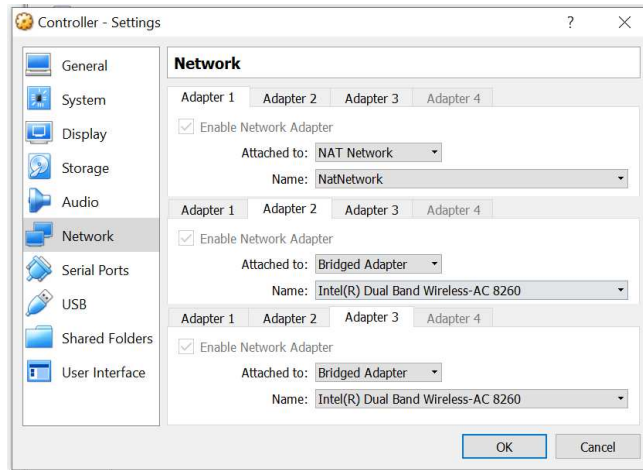 Controller - Settings
General
System
Display
Storage
Audio
Network
Serial Ports
USB
Shared Folders
User Interface
Network
Adapter 1 Adapter 2 Adapter 3 Adapter 4
Enable Network Adapter
Attached to: NAT Network
Name: NatNetwork
Adapter 1 Adapter 2 Adapter 3 Adapter 4
Enable Network Adapter
Attached to: Bridged Adapter
Name: Intel(R) Dual Band Wireless-AC 8260
Adapter 1 Adapter 2 Adapter 3 Adapter 4
Enable Network Adapter
Attached to: Bridged Adapter
Name: Intel(R) Dual Band Wireless-AC 8260
OK Cancel